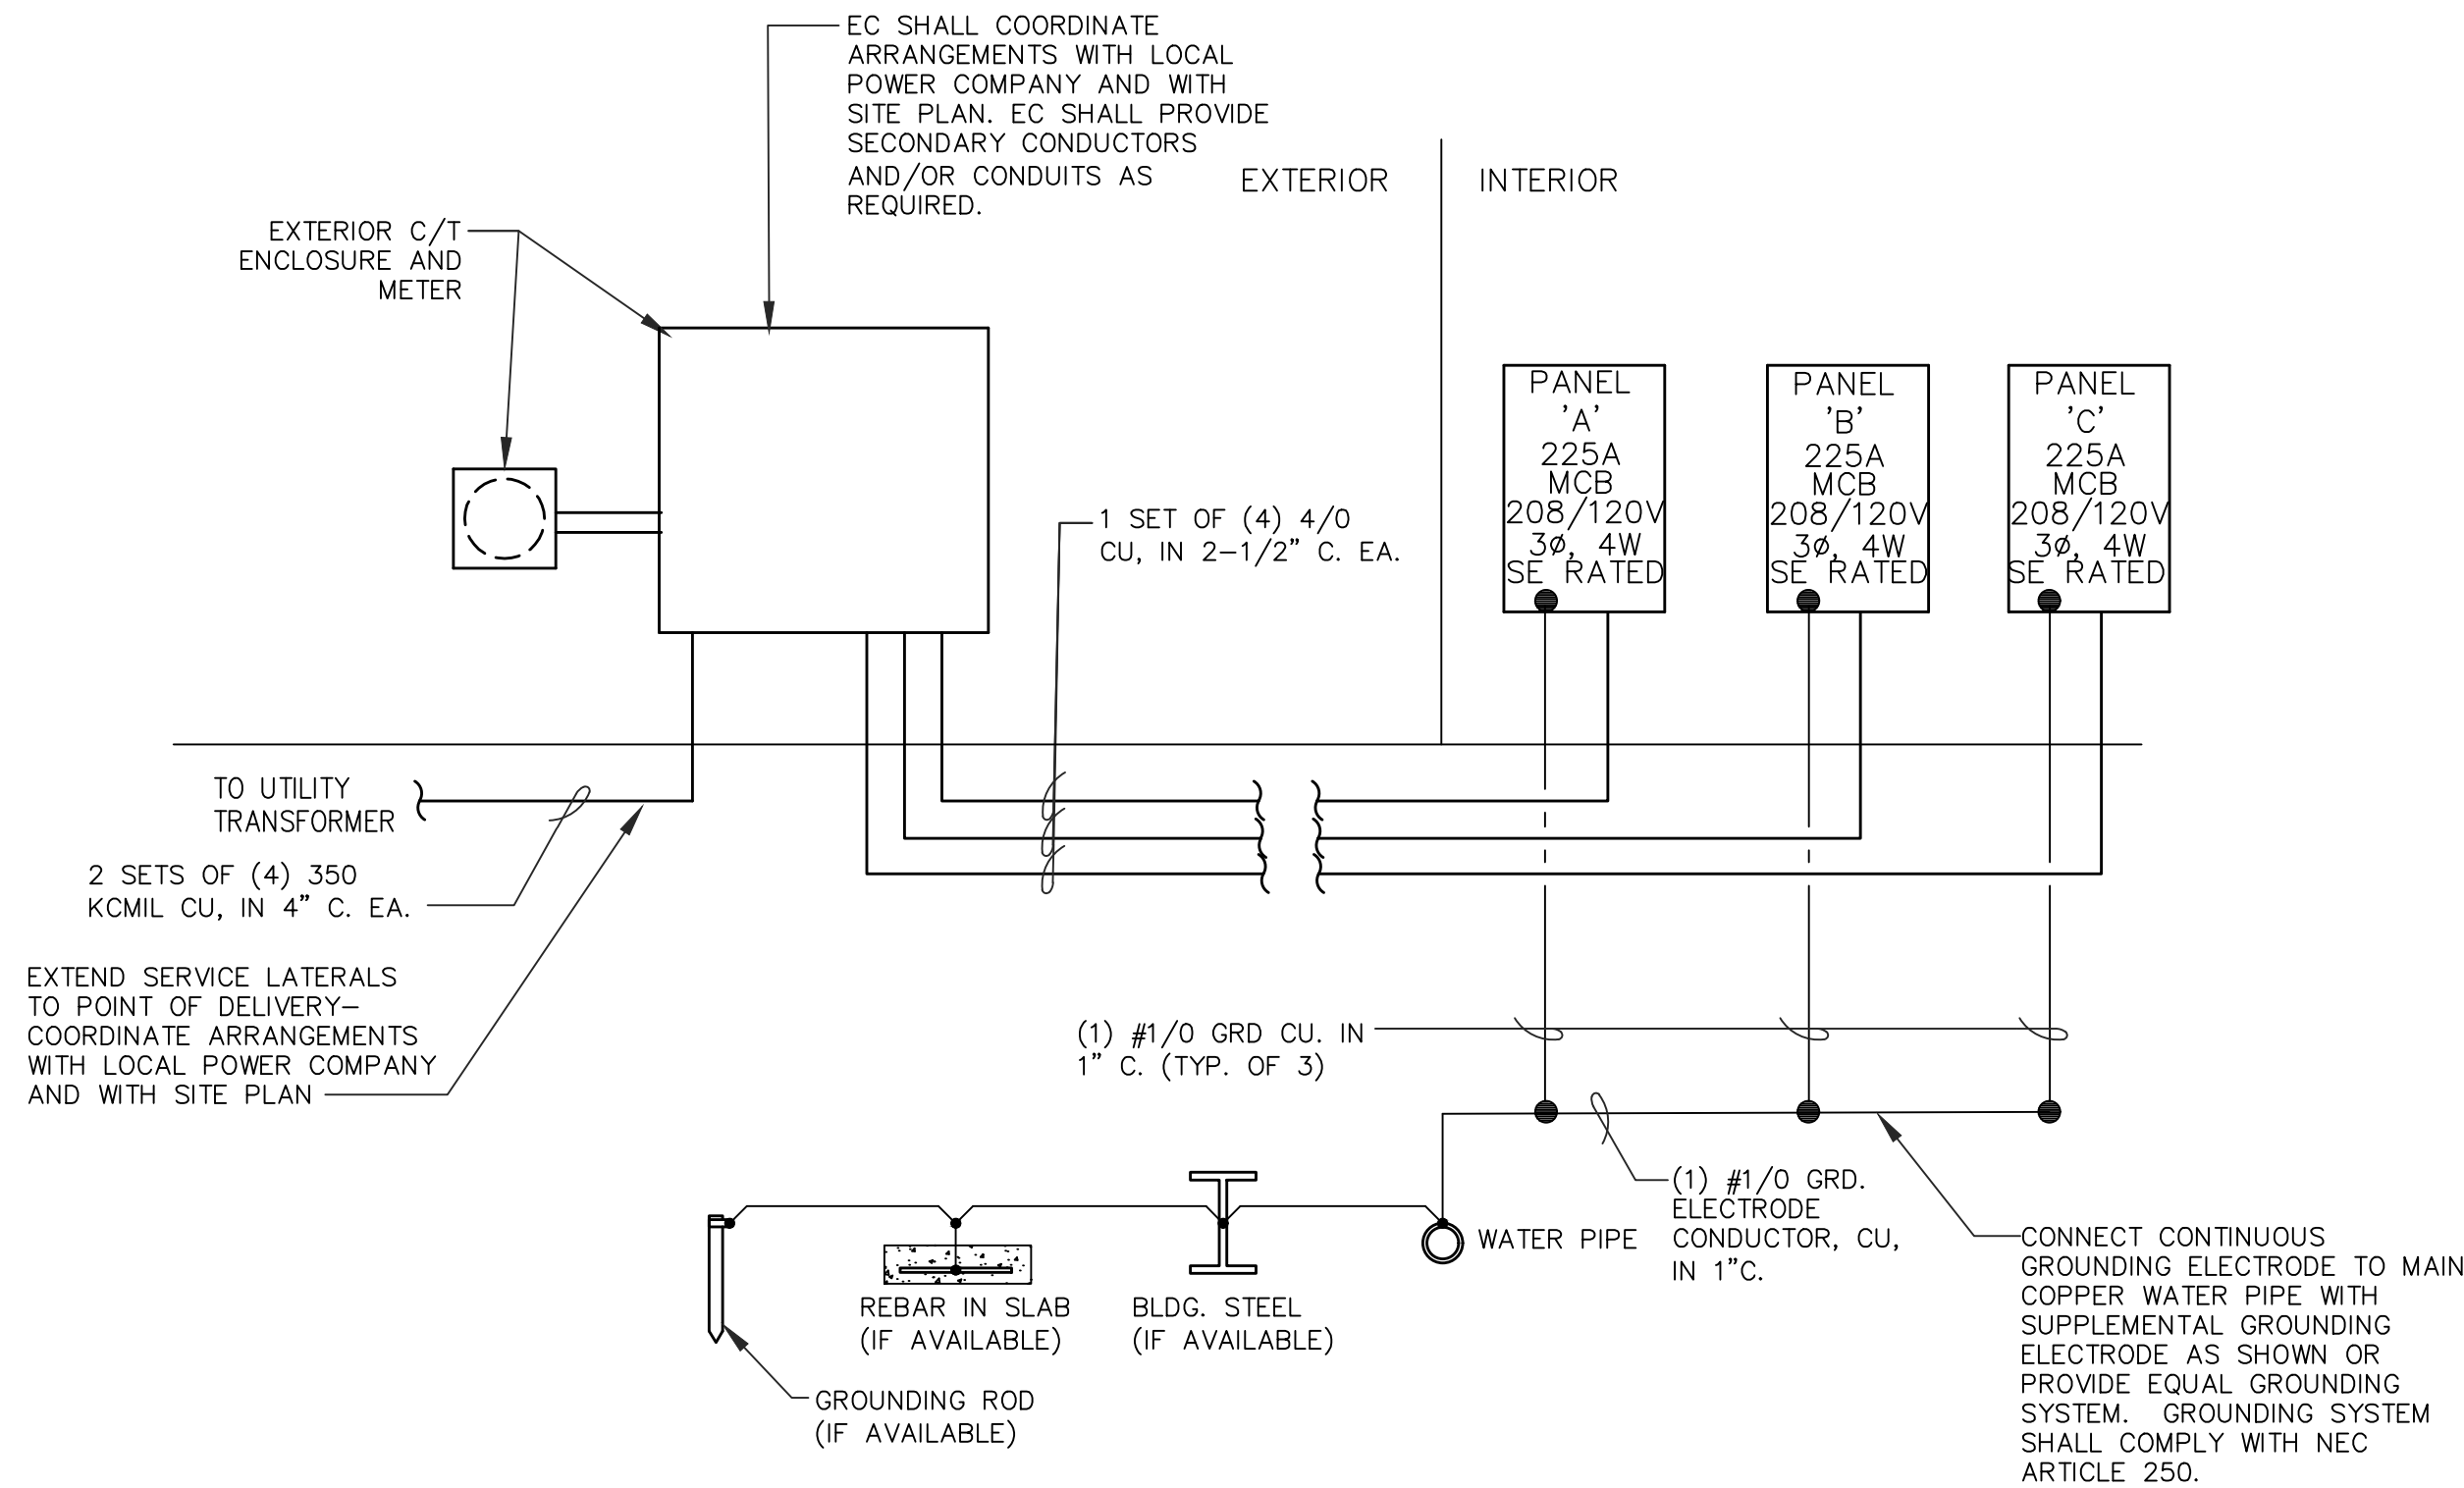 EC SHALL COORDINATE
ARRANGEMENTS WITH LOCAL
POWER COMPANY AND WITH
SITE PLAN. EC SHALL PROVIDE
SECONDARY CONDUCTORS
AND/OR CONDUITS AS
REQUIRED.
EXTERIOR
INTERIOR
EXTERIOR C/T
ENCLOSURE AND
METER
PANEL
'A'
225A
MCB
208/120V
3ø, 4W
SE RATED
PANEL
'B'
225A
MCB
208/120V
3ø, 4W
SE RATED
PANEL
'C'
225A
MCB
208/120V
3ø, 4W
SE RATED
1 SET OF (4) 4/0
CU, IN 2-1/2" C. EA.
TO UTILITY
TRANSFORMER
2 SETS OF (4) 350
KCMIL CU, IN 4" C. EA.
EXTEND SERVICE LATERALS
TO POINT OF DELIVERY-
COORDINATE ARRANGEMENTS
WITH LOCAL POWER COMPANY
AND WITH SITE PLAN
(1) #1/0 GRD CU. IN
1" C. (TYP. OF 3)
(1) #1/0 GRD.
ELECTRODE
CONDUCTOR, CU,
IN 1"C.
WATER PIPE
CONNECT CONTINUOUS
GROUNDING ELECTRODE TO MAIN
COPPER WATER PIPE WITH
SUPPLEMENTAL GROUNDING
ELECTRODE AS SHOWN OR
PROVIDE EQUAL GROUNDING
SYSTEM. GROUNDING SYSTEM
SHALL COMPLY WITH NEC
ARTICLE 250.
REBAR IN SLAB
(IF AVAILABLE)
BLDG. STEEL
(IF AVAILABLE)
GROUNDING ROD
(IF AVAILABLE)